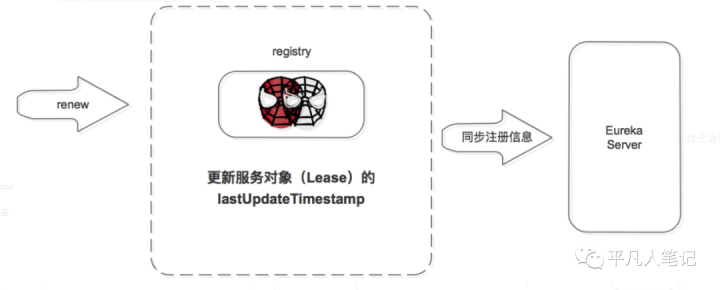 registry
renew
更新服务对象（Lease）的
lastUpdateTimestamp
同步注册信息
Eureka
Server
平凡人笔记